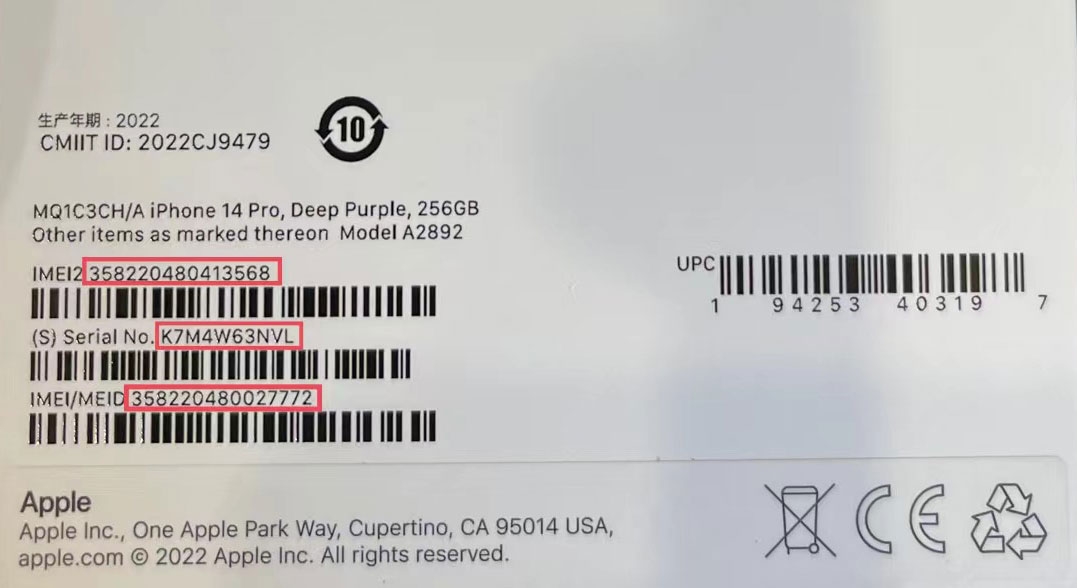 生产年期 : 2022
CMIIT ID: 2022CJ9479
10
MQ1C3CH/A iPhone 14 Pro, Deep Purple, 256GB
Other items as marked thereon Model A2892
IMEI2 358220480413568
UPC
1 94253 40319 7
(S) Serial No. K7M4W63NVL
IMEI/MEID 358220480027772
Apple
Apple Inc., One Apple Park Way, Cupertino, CA 95014 USA,
apple.com © 2022 Apple Inc. All rights reserved.
CE